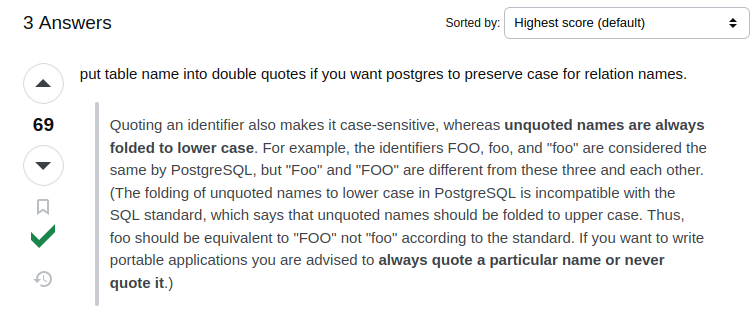 3 Answers
Sorted by: Highest score (default)
put table name into double quotes if you want postgres to preserve case for relation names.
69
Quoting an identifier also makes it case-sensitive, whereas unquoted names are always
folded to lower case. For example, the identifiers FOO, foo, and "foo" are considered the
same by PostgreSQL, but "Foo" and "FOO" are different from these three and each other.
(The folding of unquoted names to lower case in PostgreSQL is incompatible with the
SQL standard, which says that unquoted names should be folded to upper case. Thus,
foo should be equivalent to "FOO" not "foo" according to the standard. If you want to write
portable applications you are advised to always quote a particular name or never
quote it.)